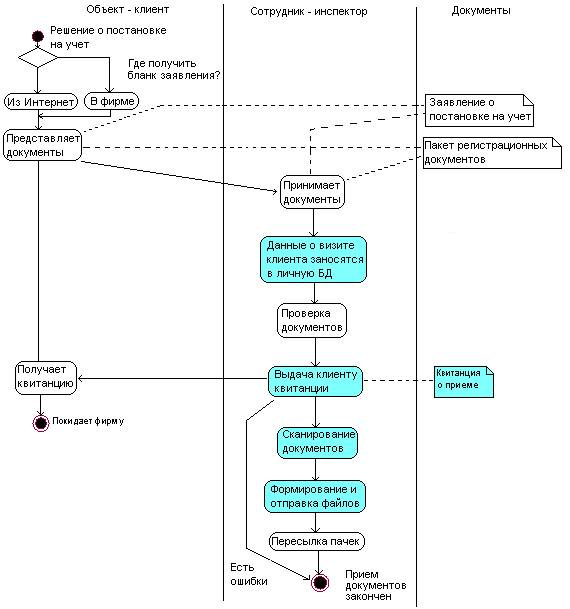 Объект - клиент
Сотрудник - инспектор
Документы
Решение о постановке
на учет
Где получить
бланк заявления?
Из Интернет
В фирме
Заявление о
постановке на учет
Представляет
документы
Пакет регистрационных
документов
Принимает
документы
Данные о визите
клиента заносятся
в личную БД
Проверка
документов
Получает
квитанцию
Выдача клиенту
квитанции
Квитанция
о приеме
Покидает фирму
Сканирование
документов
Формирование и
отправка файлов
Пересылка пачек
Есть
ошибки
Прием
документов
закончен